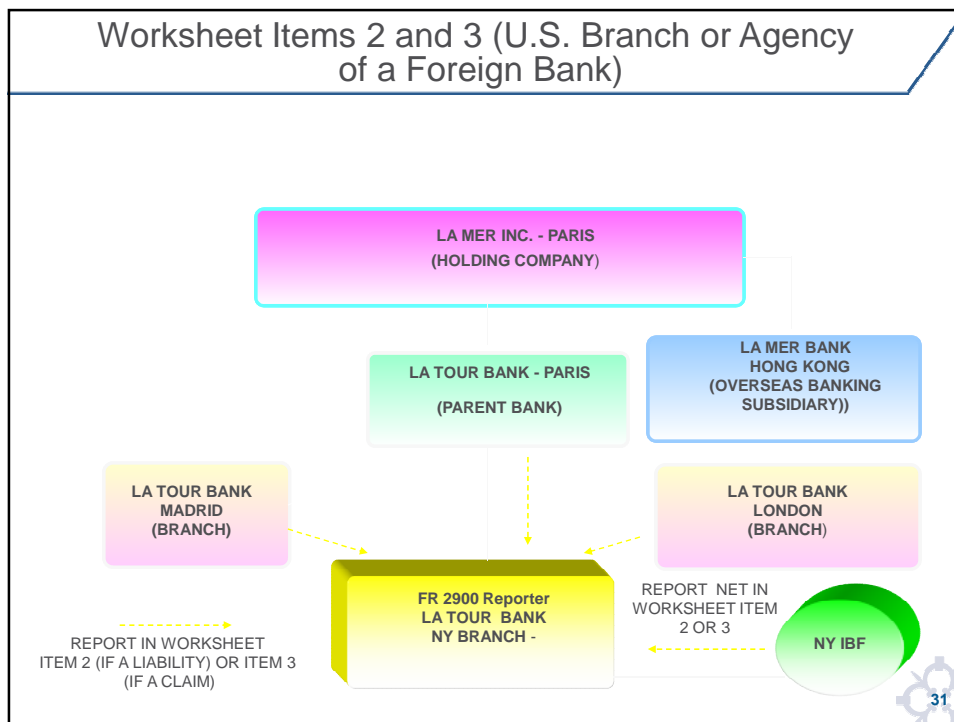 Worksheet Items 2 and 3 (U.S. Branch or Agency
of a Foreign Bank)
LA MER INC. - PARIS
(HOLDING COMPANY)
LA TOUR BANK - PARIS
(PARENT BANK)
LA MER BANK
HONG KONG
(OVERSEAS BANKING
SUBSIDIARY))
LA TOUR BANK
MADRID
(BRANCH)
LA TOUR BANK
LONDON
(BRANCH)
FR 2900 Reporter
LA TOUR BANK
NY BRANCH -
REPORT NET IN
WORKSHEET ITEM
2 OR 3
NY IBF
REPORT IN WORKSHEET
ITEM 2 (IF A LIABILITY) OR ITEM 3
(IF A CLAIM)
31